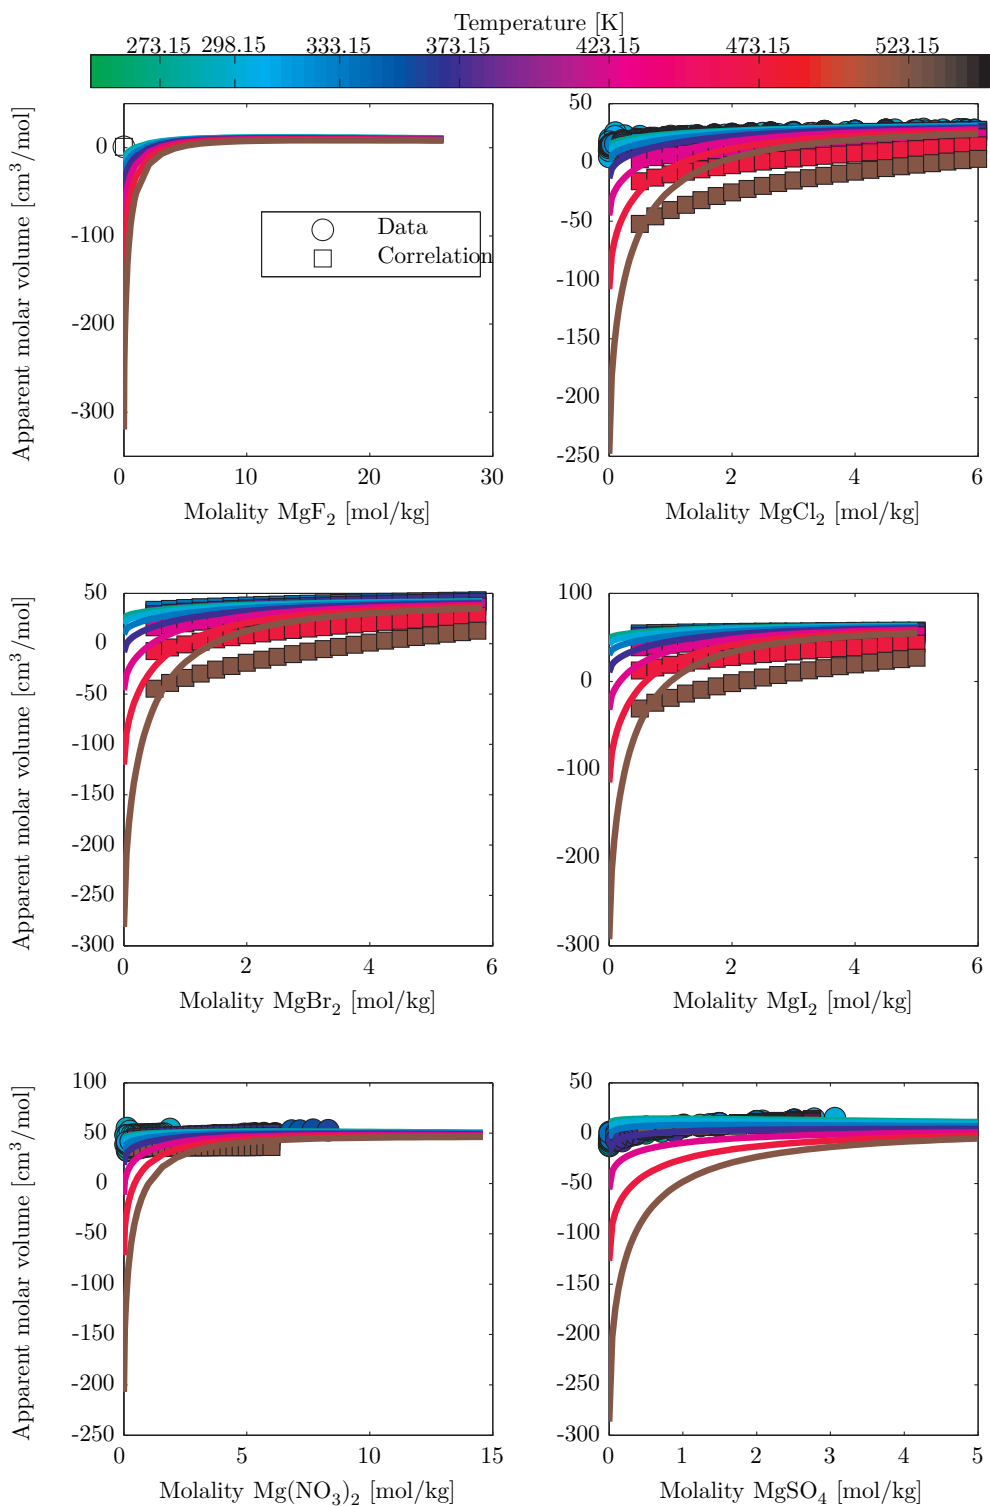 Temperature [K]
273.15 298.15 333.15 373.15 423.15 473.15 523.15
Apparent molar volume [cm³/mol]
0
-100
-200
-300
0 10 20 30
Molality MgF₂ [mol/kg]
Data
Correlation
50
0
-50
-100
-150
-200
-250
0 2 4 6
Molality MgCl₂ [mol/kg]
Apparent molar volume [cm³/mol]
50
0
-50
-100
-150
-200
-250
-300
0 2 4 6
Molality MgBr₂ [mol/kg]
100
50
0
-50
-100
-150
-200
-250
-300
0 2 4 6
Molality MgI₂ [mol/kg]
Apparent molar volume [cm³/mol]
100
50
0
-50
-100
-150
-200
-250
0 5 10 15
Molality Mg(NO₃)₂ [mol/kg]
50
0
-50
-100
-150
-200
-250
-300
0 1 2 3 4 5
Molality MgSO₄ [mol/kg]